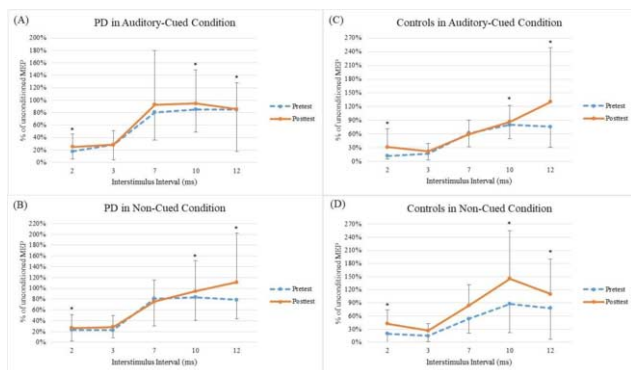 (A)
PD in Auditory-Cued Condition
% of unconditioned MEP
200%
180%
160%
140%
120%
100%
80%
60%
40%
20%
0%
*
*
*
2 3 7 10 12
Interstimulus Interval (ms)
Pretest
Posttest
(B)
PD in Non-Cued Condition
% of unconditioned MEP
220%
200%
180%
160%
140%
120%
100%
80%
60%
40%
20%
0%
*
*
*
2 3 7 10 12
Interstimulus Interval (ms)
Pretest
Posttest
(C)
Controls in Auditory-Cued Condition
% of unconditioned MEP
270%
240%
210%
180%
150%
120%
90%
60%
30%
0%
*
*
*
2 3 7 10 12
Interstimulus Interval (ms)
Pretest
Posttest
(D)
Controls in Non-Cued Condition
% of unconditioned MEP
270%
240%
210%
180%
150%
120%
90%
60%
30%
0%
*
*
*
2 3 7 10 12
Interstimulus Interval (ms)
Pretest
Posttest